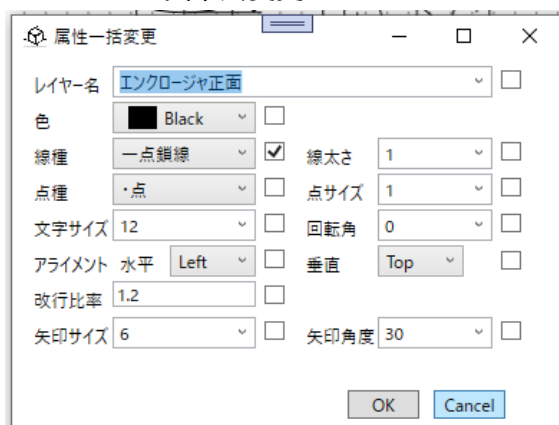 属性一括変更
レイヤー名 エンクロージャ正面
色 Black
線種 一点鎖線 線太さ 1
点種 ・点 点サイズ 1
文字サイズ 12 回転角 0
アライメント 水平 Left 垂直 Top
改行比率 1.2
矢印サイズ 6 矢印角度 30
OK Cancel